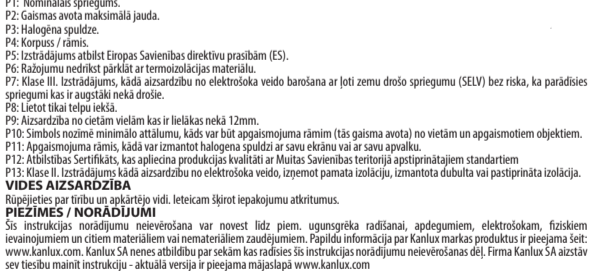 P1: Nominālais spriegums.
P2: Gaismas avota maksimālā jauda.
P3: Halogēna spuldze.
P4: Korpuss / rāmis.
P5: Izstrādājums atbilst Eiropas Savienības direktīvu prasībām (ES).
P6: Ražojumu nedrīkst pārklāt ar termoizolācijas materiālu.
P7: Klase III. Izstrādājums, kādā aizsardzību no elektrošoka veido barošana ar ļoti zemu drošo spriegumu (SELV) bez riska, ka parādīsies
spriegumi kas ir augstāki nekā drošie.
P8: Lietot tikai telpu iekšā.
P9: Aizsardzība no cietām vielām kas ir lielākas nekā 12mm.
P10: Simbols nozīmē minimālo attālumu, kāds var būt apgaismojuma rāmim (tās gaisma avota) no vietām un apgaismotiem objektiem.
P11: Apgaismojuma rāmis, kādā var izmantot halogena spuldzi ar savu ekrānu vai ar savu apvalku.
P12: Atbilstības Sertifikāts, kas apliecina produkcijas kvalitāti ar Muitas Savienības teritorijā apstiprinātajiem standartiem
P13: Klase II. Izstrādājums kādā aizsardzību no elektrošoka veido, izņemot pamata izolāciju, izmantota dubulta vai pastiprināta izolācija.
VIDES AIZSARDZĪBA
Rūpējieties par tīrību un apkārtējo vidi. Ieteicam šķirot iepakojumu atkritumus.
PIEZĪMES / NORĀDĪJUMI
Šīs instrukcijas norādījumu neievērošana var novest līdz piem. ugunsgrēka radīšanai, apdegumiem, elektrošokam, fiziskiem
ievainojumiem un citiem materiāliem vai nemateriāliem zaudējumiem. Papildu informācija par Kanlux markas produktus ir pieejama šeit:
www.kanlux.com. Kanlux SA nenes atbildību par sekām kas radīsies šīs instrukcijas norādījumu neievērošanas dēļ. Firma Kanlux SA aizstāv
sev tiesību mainīt instrukciju - aktuālā versija ir pieejama mājaslapā www.kanlux.com